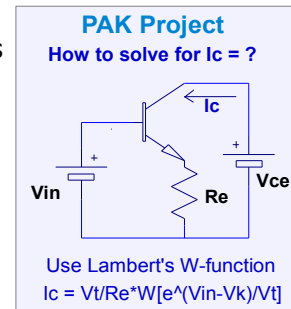 s
PAK Project
How to solve for Ic = ?
Ic
+
+
Vin
Re
Vce
Use Lambert's W-function
Ic = Vt/Re*W[e^(Vin-Vk)/Vt]